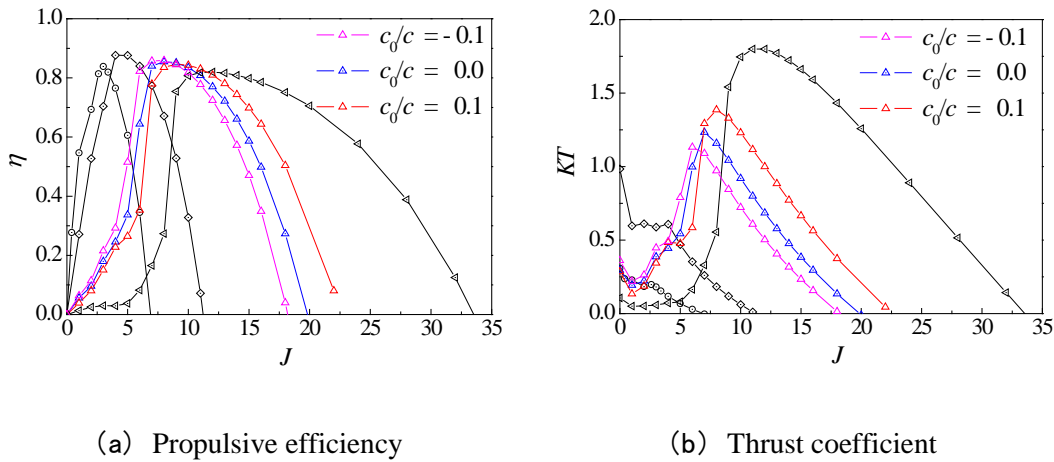 1.0
0.8
0.6
0.4
0.2
0.0
η
0 5 10 15 20 25 30 35
J
c₀/c = - 0.1
c₀/c = 0.0
c₀/c = 0.1
(a) Propulsive efficiency
2.0
1.5
1.0
0.5
0.0
KT
0 5 10 15 20 25 30 35
J
c₀/c = - 0.1
c₀/c = 0.0
c₀/c = 0.1
(b) Thrust coefficient